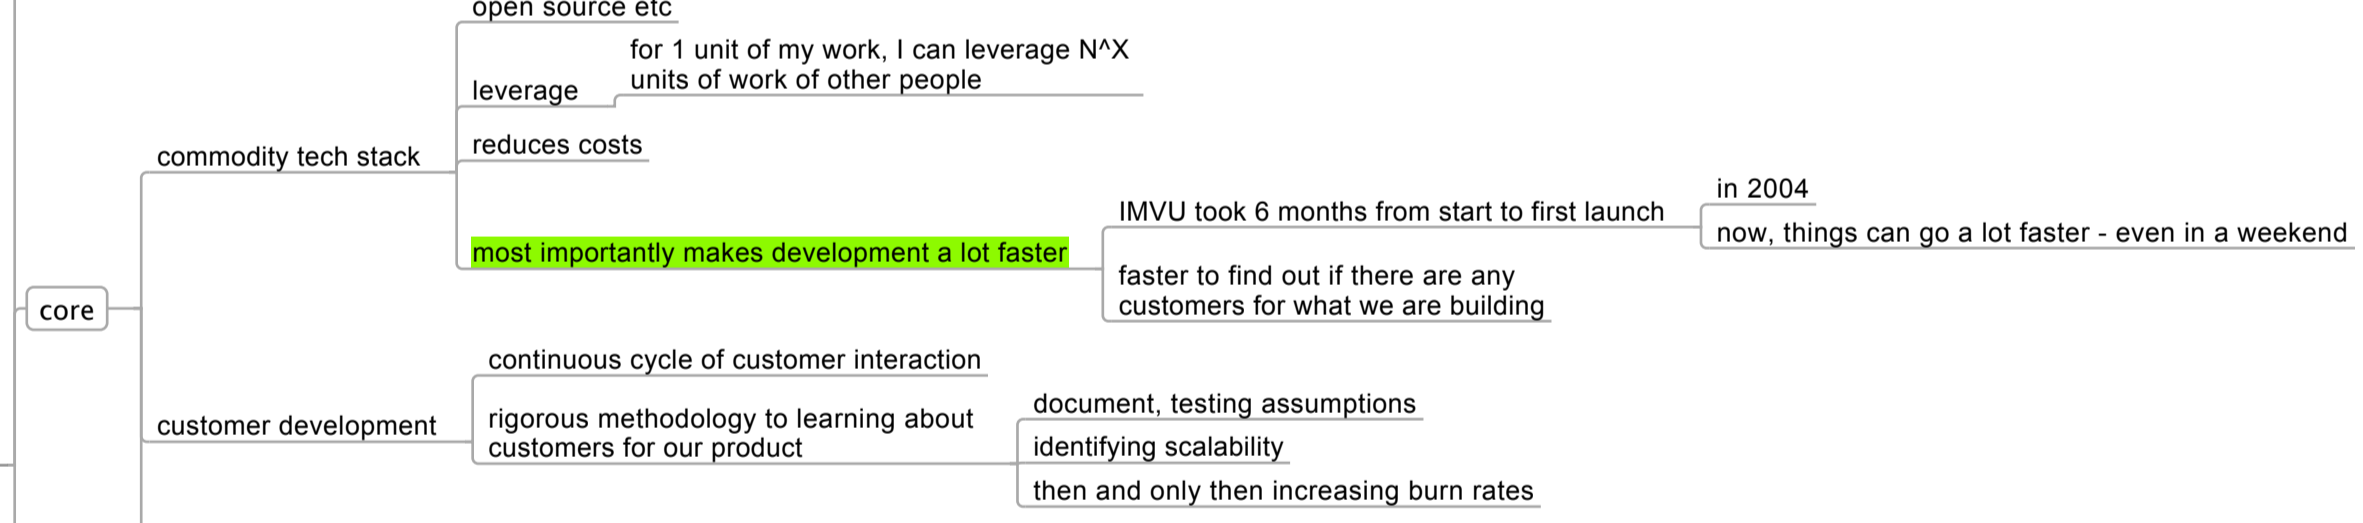 open source etc
for 1 unit of my work, I can leverage N^X
units of work of other people
leverage
reduces costs
commodity tech stack
in 2004
IMVU took 6 months from start to first launch
now, things can go a lot faster - even in a weekend
most importantly makes development a lot faster
faster to find out if there are any
customers for what we are building
core
continuous cycle of customer interaction
document, testing assumptions
rigorous methodology to learning about
customers for our product
customer development
identifying scalability
then and only then increasing burn rates